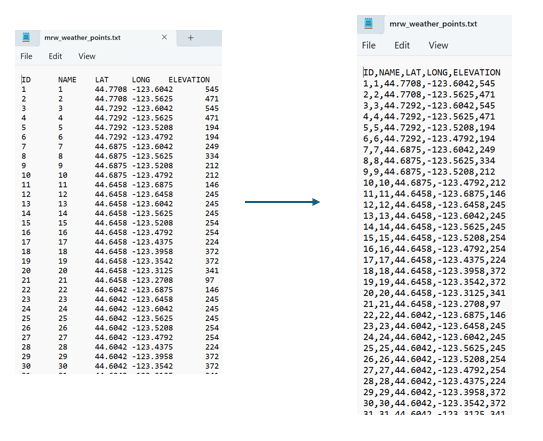 mrw_weather_points.txt × +
File Edit View
ID NAME LAT LONG ELEVATION
1 1 44.7708 -123.6042 545
2 2 44.7708 -123.5625 471
3 3 44.7292 -123.6042 545
4 4 44.7292 -123.5625 471
5 5 44.7292 -123.5208 194
6 6 44.7292 -123.4792 194
7 7 44.6875 -123.6042 249
8 8 44.6875 -123.5625 334
9 9 44.6875 -123.5208 212
10 10 44.6875 -123.4792 212
11 11 44.6458 -123.6875 146
12 12 44.6458 -123.6458 245
13 13 44.6458 -123.6042 245
14 14 44.6458 -123.5625 245
15 15 44.6458 -123.5208 254
16 16 44.6458 -123.4792 254
17 17 44.6458 -123.4375 224
18 18 44.6458 -123.3958 372
19 19 44.6458 -123.3542 372
20 20 44.6458 -123.3125 341
21 21 44.6458 -123.2708 97
22 22 44.6042 -123.6875 146
23 23 44.6042 -123.6458 245
24 24 44.6042 -123.6042 245
25 25 44.6042 -123.5625 245
26 26 44.6042 -123.5208 254
27 27 44.6042 -123.4792 254
28 28 44.6042 -123.4375 224
29 29 44.6042 -123.3958 372
30 30 44.6042 -123.3542 372
mrw_weather_points.txt
File Edit View
ID,NAME,LAT,LONG,ELEVATION
1,1,44.7708,-123.6042,545
2,2,44.7708,-123.5625,471
3,3,44.7292,-123.6042,545
4,4,44.7292,-123.5625,471
5,5,44.7292,-123.5208,194
6,6,44.7292,-123.4792,194
7,7,44.6875,-123.6042,249
8,8,44.6875,-123.5625,334
9,9,44.6875,-123.5208,212
10,10,44.6875,-123.4792,212
11,11,44.6458,-123.6875,146
12,12,44.6458,-123.6458,245
13,13,44.6458,-123.6042,245
14,14,44.6458,-123.5625,245
15,15,44.6458,-123.5208,254
16,16,44.6458,-123.4792,254
17,17,44.6458,-123.4375,224
18,18,44.6458,-123.3958,372
19,19,44.6458,-123.3542,372
20,20,44.6458,-123.3125,341
21,21,44.6458,-123.2708,97
22,22,44.6042,-123.6875,146
23,23,44.6042,-123.6458,245
24,24,44.6042,-123.6042,245
25,25,44.6042,-123.5625,245
26,26,44.6042,-123.5208,254
27,27,44.6042,-123.4792,254
28,28,44.6042,-123.4375,224
29,29,44.6042,-123.3958,372
30,30,44.6042,-123.3542,372
31,31,44.6042,-123.3125,341